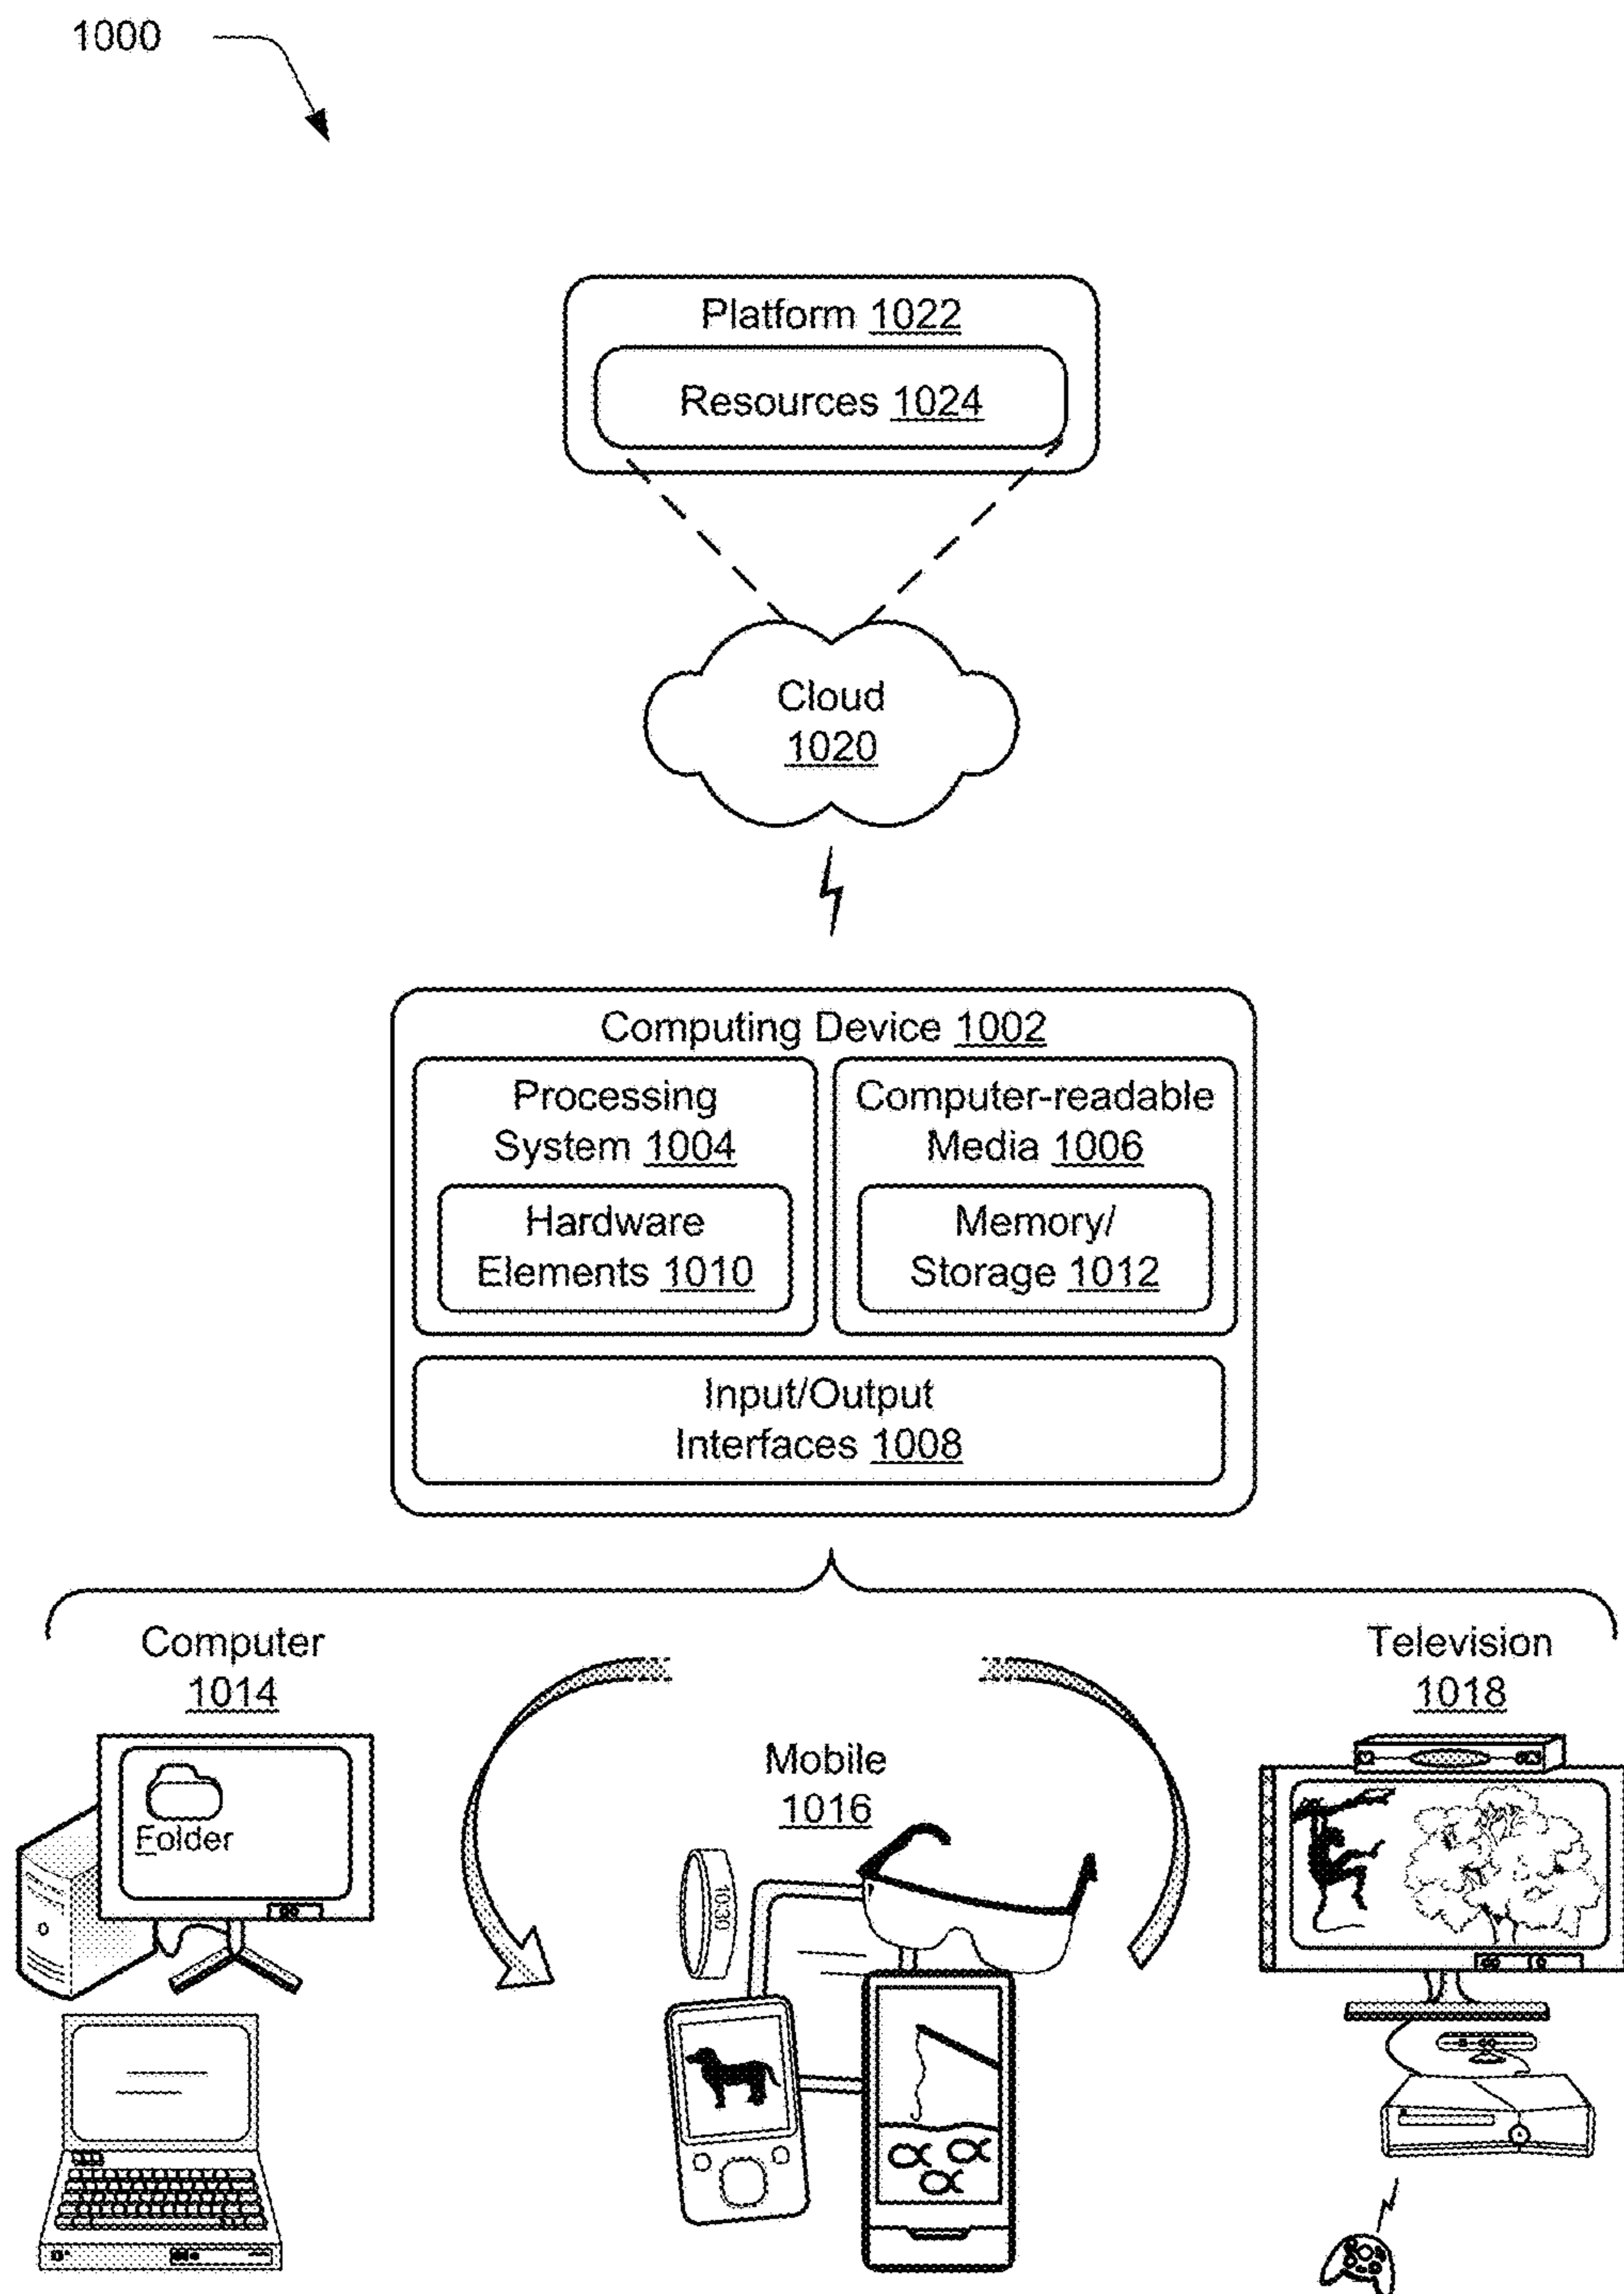 1000
Platform 1022
Resources 1024
Cloud
1020
Computing Device 1002
Processing
System 1004
Computer-readable
Media 1006
Hardware
Elements 1010
Memory/
Storage 1012
Input/Output
Interfaces 1008
Computer
1014
Television
1018
Mobile
1016
Folder
1030